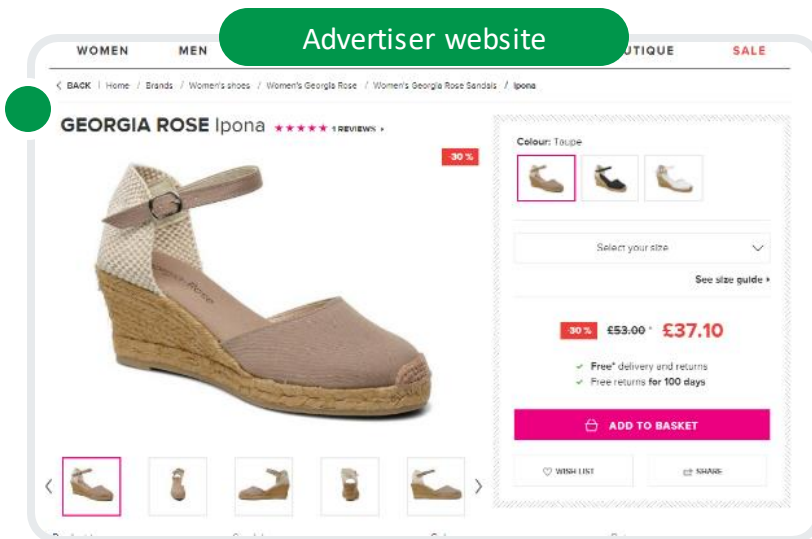 Advertiser website
WOMEN MEN UTIQUE SALE
BACK | Home / Brands / Women's shoes / Women's Georgia Rose / Women's Georgia Rose Sandals / Ipona
GEORGIA ROSE Ipona 1 REVIEWS
-30 %
Colour: Taupe
Select your size
See size guide
-30 % £53.00 * £37.10
Free* delivery and returns
Free returns for 100 days
ADD TO BASKET
WISH LIST SHARE